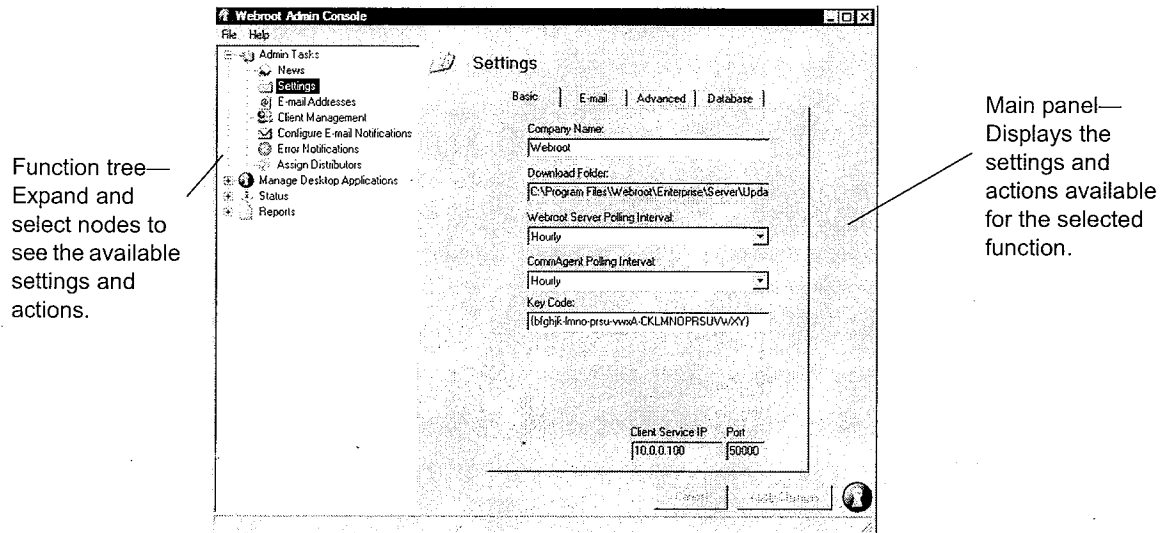 Webroot Admin Console
File Help
Admin Tasks
News
Settings
E-mail Addresses
Client Management
Configure E-mail Notifications
Error Notifications
Assign Distributors
Manage Desktop Applications
Status
Reports
Settings
Basic E-mail Advanced Database
Company Name:
Webroot
Download Folder:
C:\Program Files\Webroot\Enterprise\Server\Upda
Webroot Server Polling Interval:
Hourly
CommAgent Polling Interval:
Hourly
Key Code:
{bfghjk-lmno-prsu-vwxA-CKLMNOPRSUVWXY}
Client Service IP Port
10.0.0.100 50000
Cancel Apply Changes
Function tree—
Expand and
select nodes to
see the available
settings and
actions.
Main panel—
Displays the
settings and
actions available
for the selected
function.